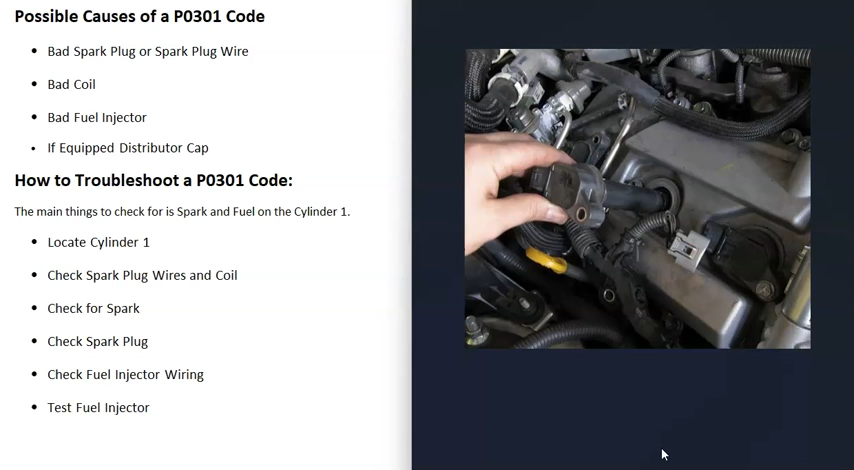 Possible Causes of a P0301 Code
Bad Spark Plug or Spark Plug Wire
Bad Coil
Bad Fuel Injector
If Equipped Distributor Cap
How to Troubleshoot a P0301 Code:
The main things to check for is Spark and Fuel on the Cylinder 1.
Locate Cylinder 1
Check Spark Plug Wires and Coil
Check for Spark
Check Spark Plug
Check Fuel Injector Wiring
Test Fuel Injector